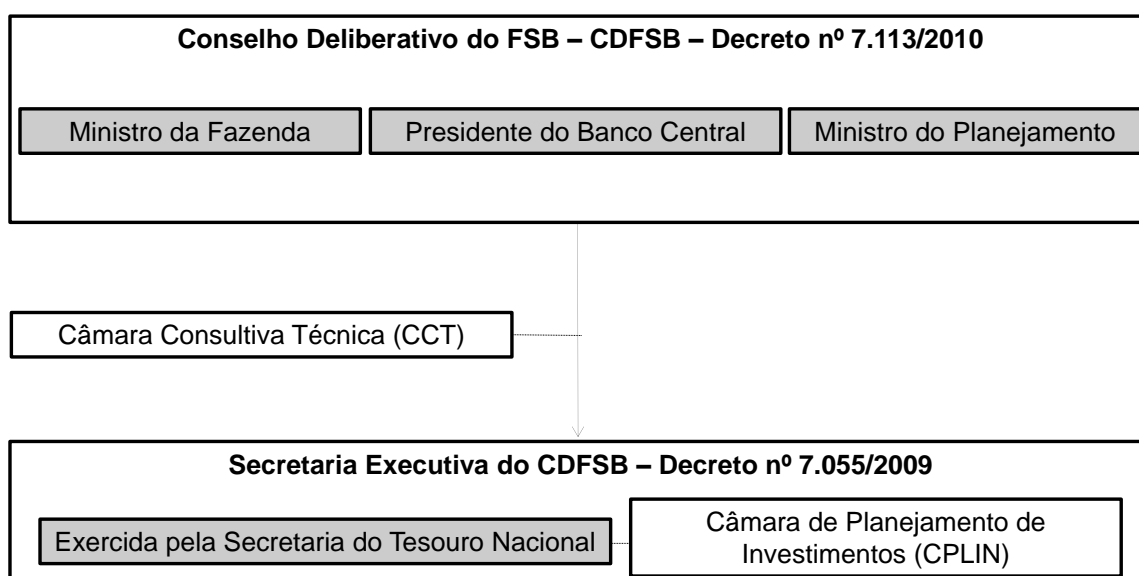 Conselho Deliberativo do FSB – CDFSB – Decreto nº 7.113/2010
Ministro da Fazenda
Presidente do Banco Central
Ministro do Planejamento
Câmara Consultiva Técnica (CCT)
Secretaria Executiva do CDFSB – Decreto nº 7.055/2009
Exercida pela Secretaria do Tesouro Nacional
Câmara de Planejamento de
Investimentos (CPLIN)